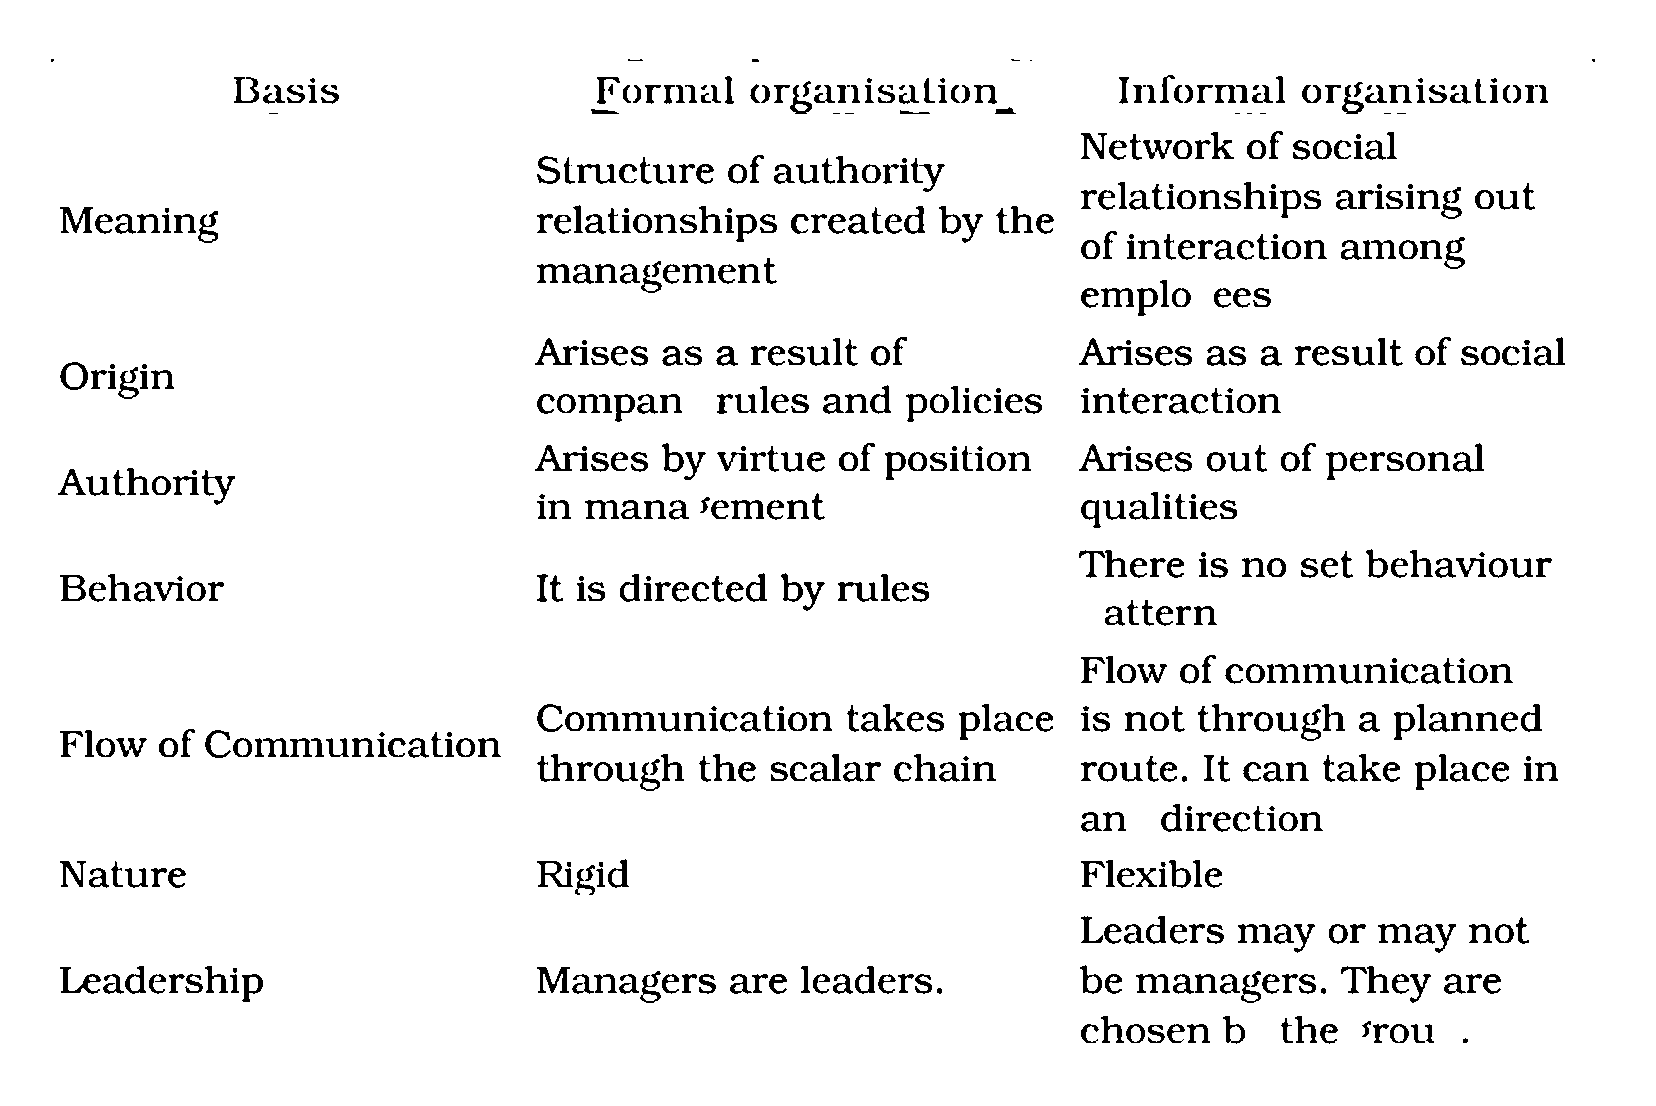 Basis Formal organisation Informal organisation
Meaning
Structure of authority
relationships created by the
management
Network of social
relationships arising out
of interaction among
emplo ees
Origin
Arises as a result of
compan rules and policies
Arises as a result of social
interaction
Authority
Arises by virtue of position
in mana ement
Arises out of personal
qualities
Behavior
It is directed by rules
There is no set behaviour
attern
Flow of Communication
Communication takes place
through the scalar chain
Flow of communication
is not through a planned
route. It can take place in
an direction
Nature
Rigid
Flexible
Leadership
Managers are leaders.
Leaders may or may not
be managers. They are
chosen b the rou .